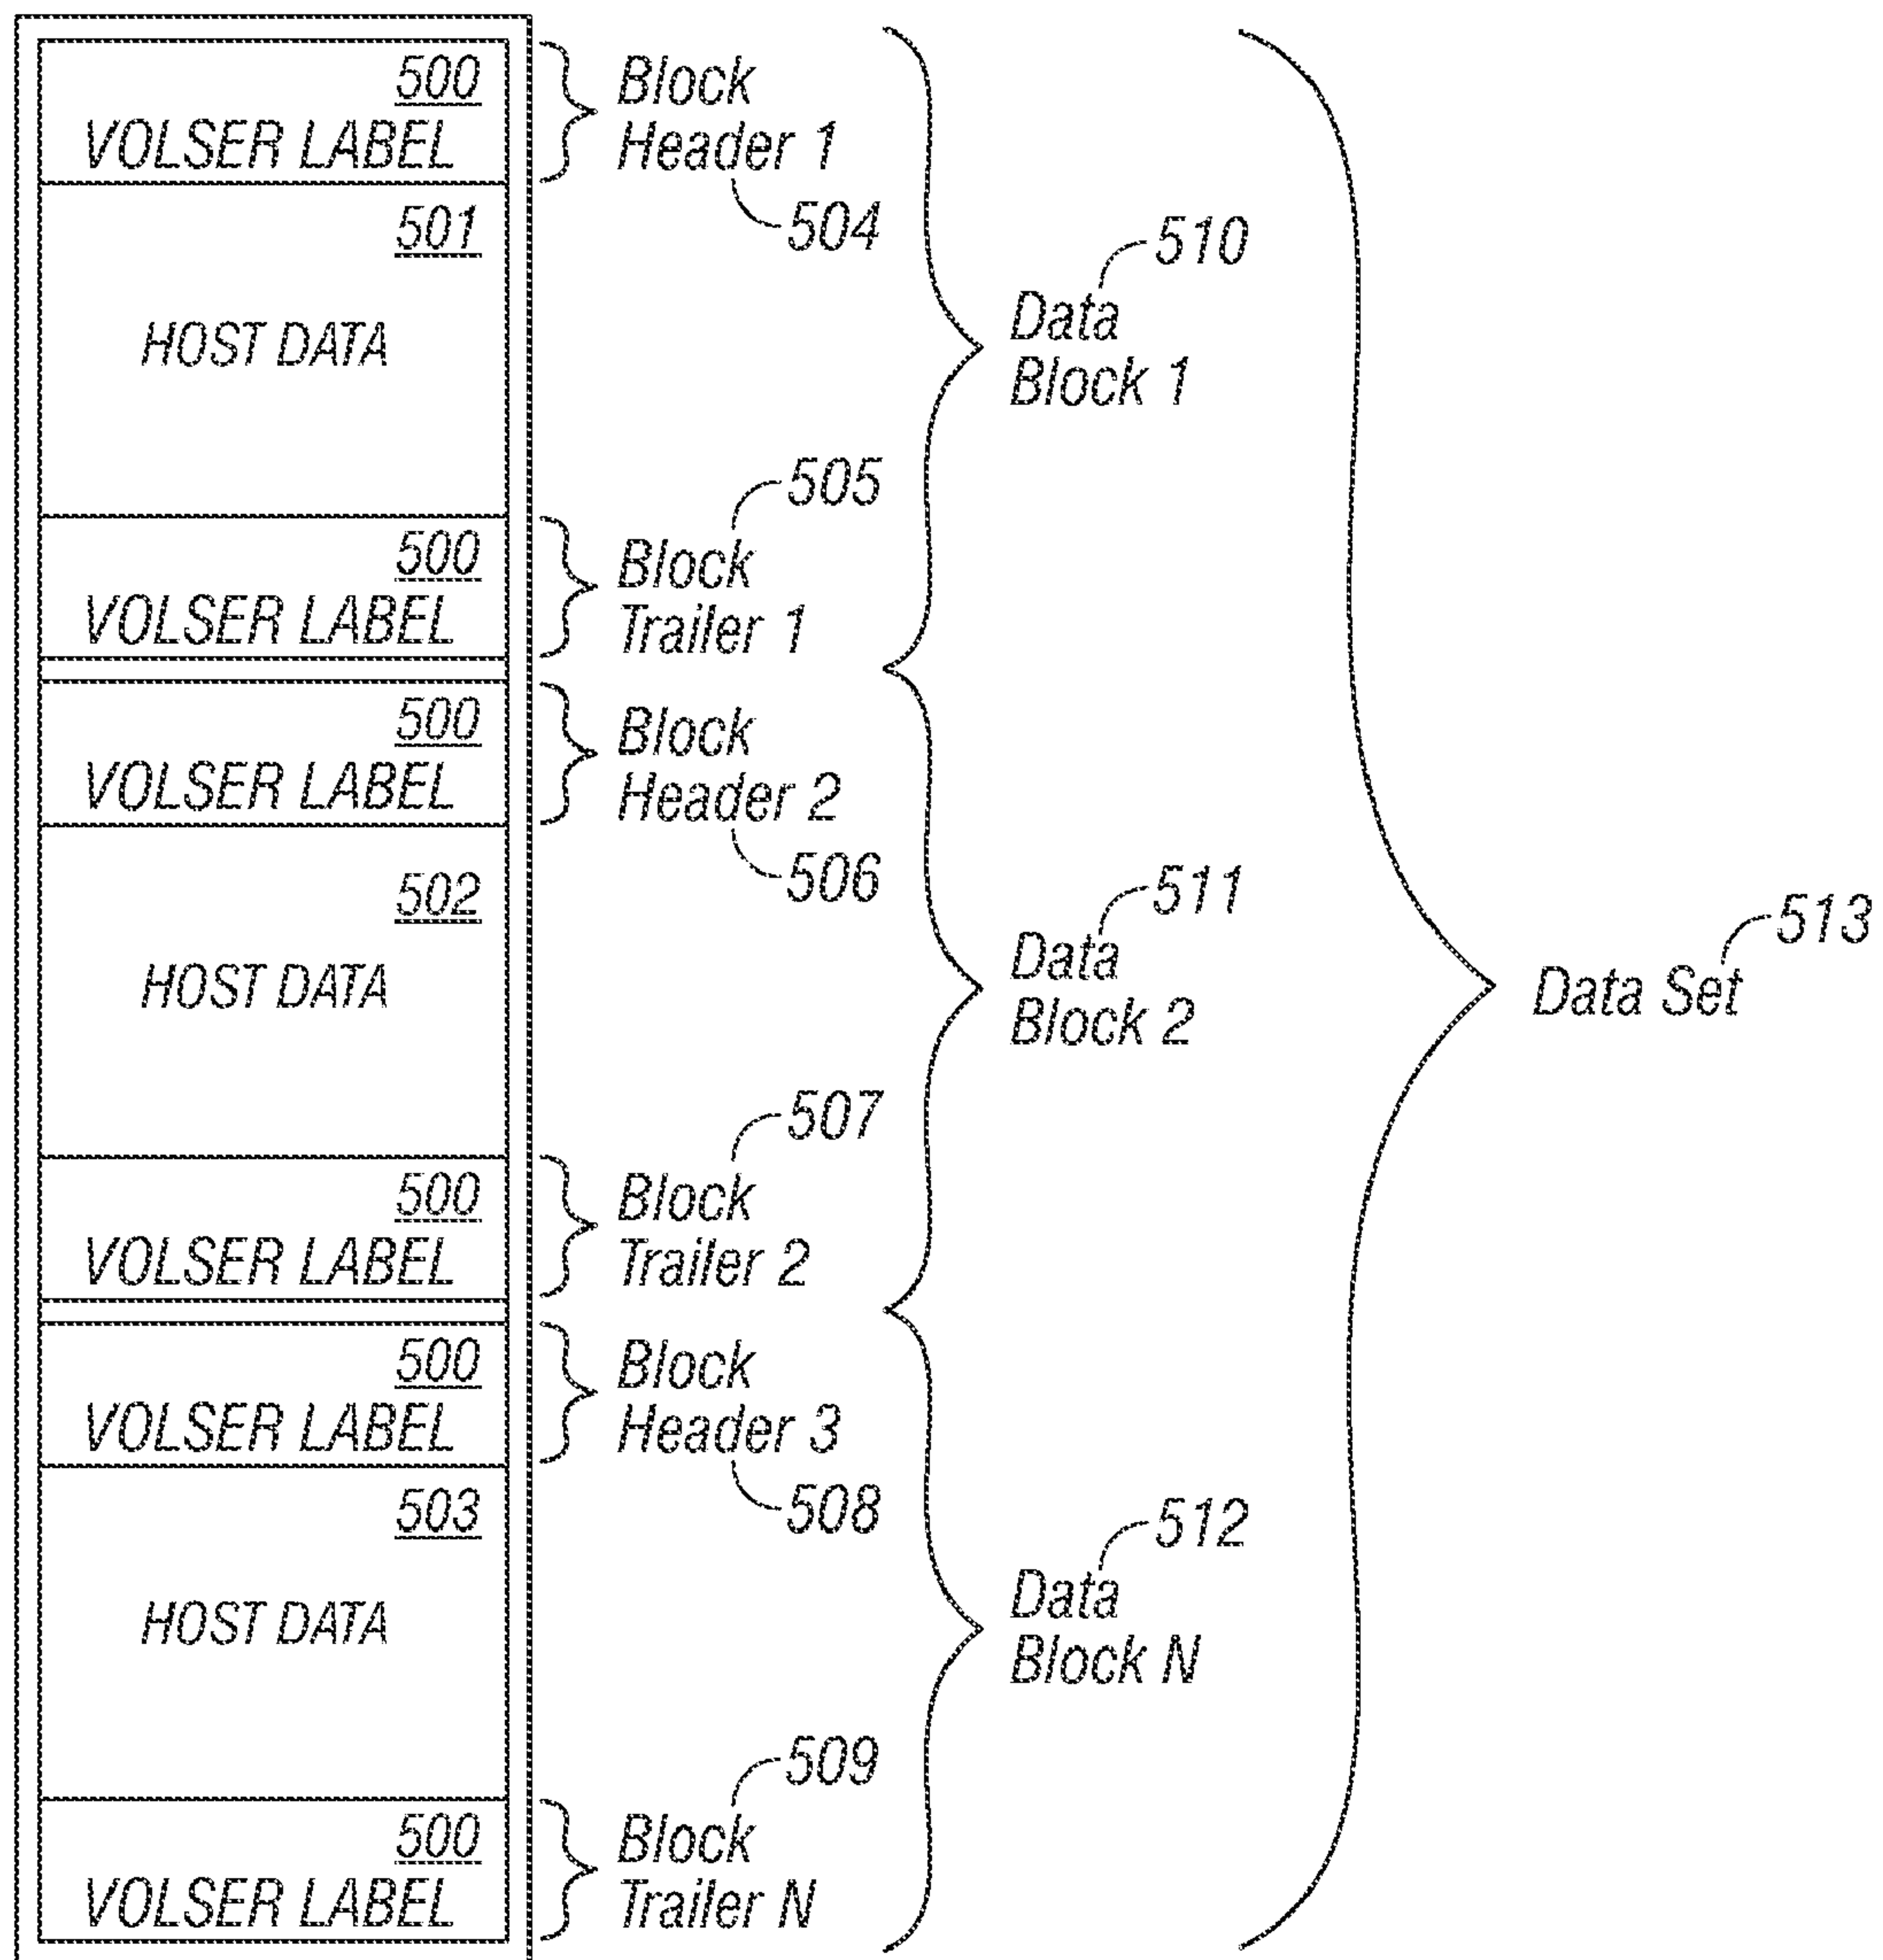 500
VOLSER LABEL
Block
Header 1
504
501
HOST DATA
510
Data
Block 1
505
500
VOLSER LABEL
Block
Trailer 1
500
VOLSER LABEL
Block
Header 2
506
502
HOST DATA
511
Data
Block 2
513
Data Set
507
500
VOLSER LABEL
Block
Trailer 2
500
VOLSER LABEL
Block
Header 3
508
503
HOST DATA
512
Data
Block N
509
500
VOLSER LABEL
Block
Trailer N